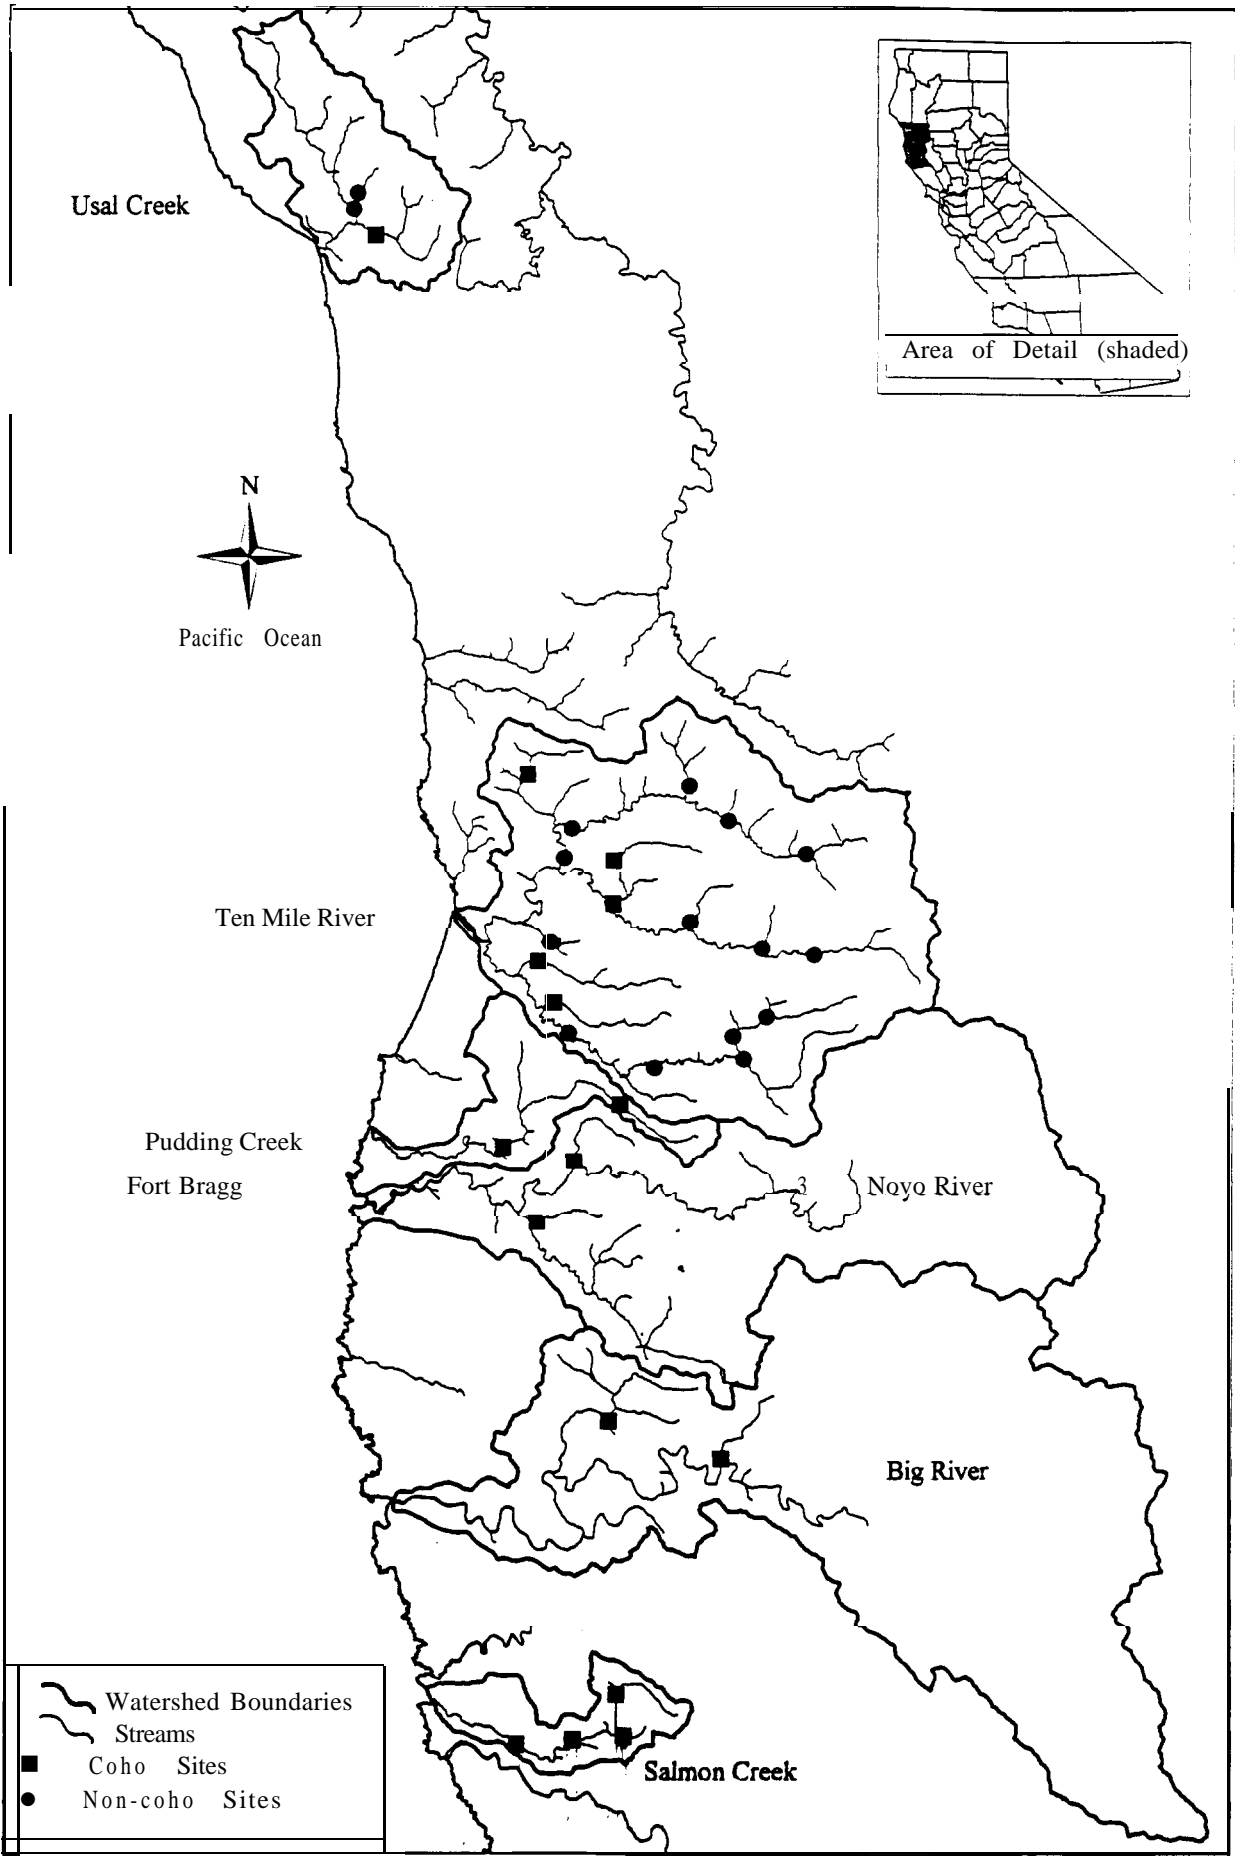 Usal Creek
Area of Detail (shaded)
N
Pacific Ocean
Ten Mile River
Pudding Creek
Fort Bragg
3
Noyo River
Big River
Watershed Boundaries
Streams
Coho Sites
Non-coho Sites
Salmon Creek